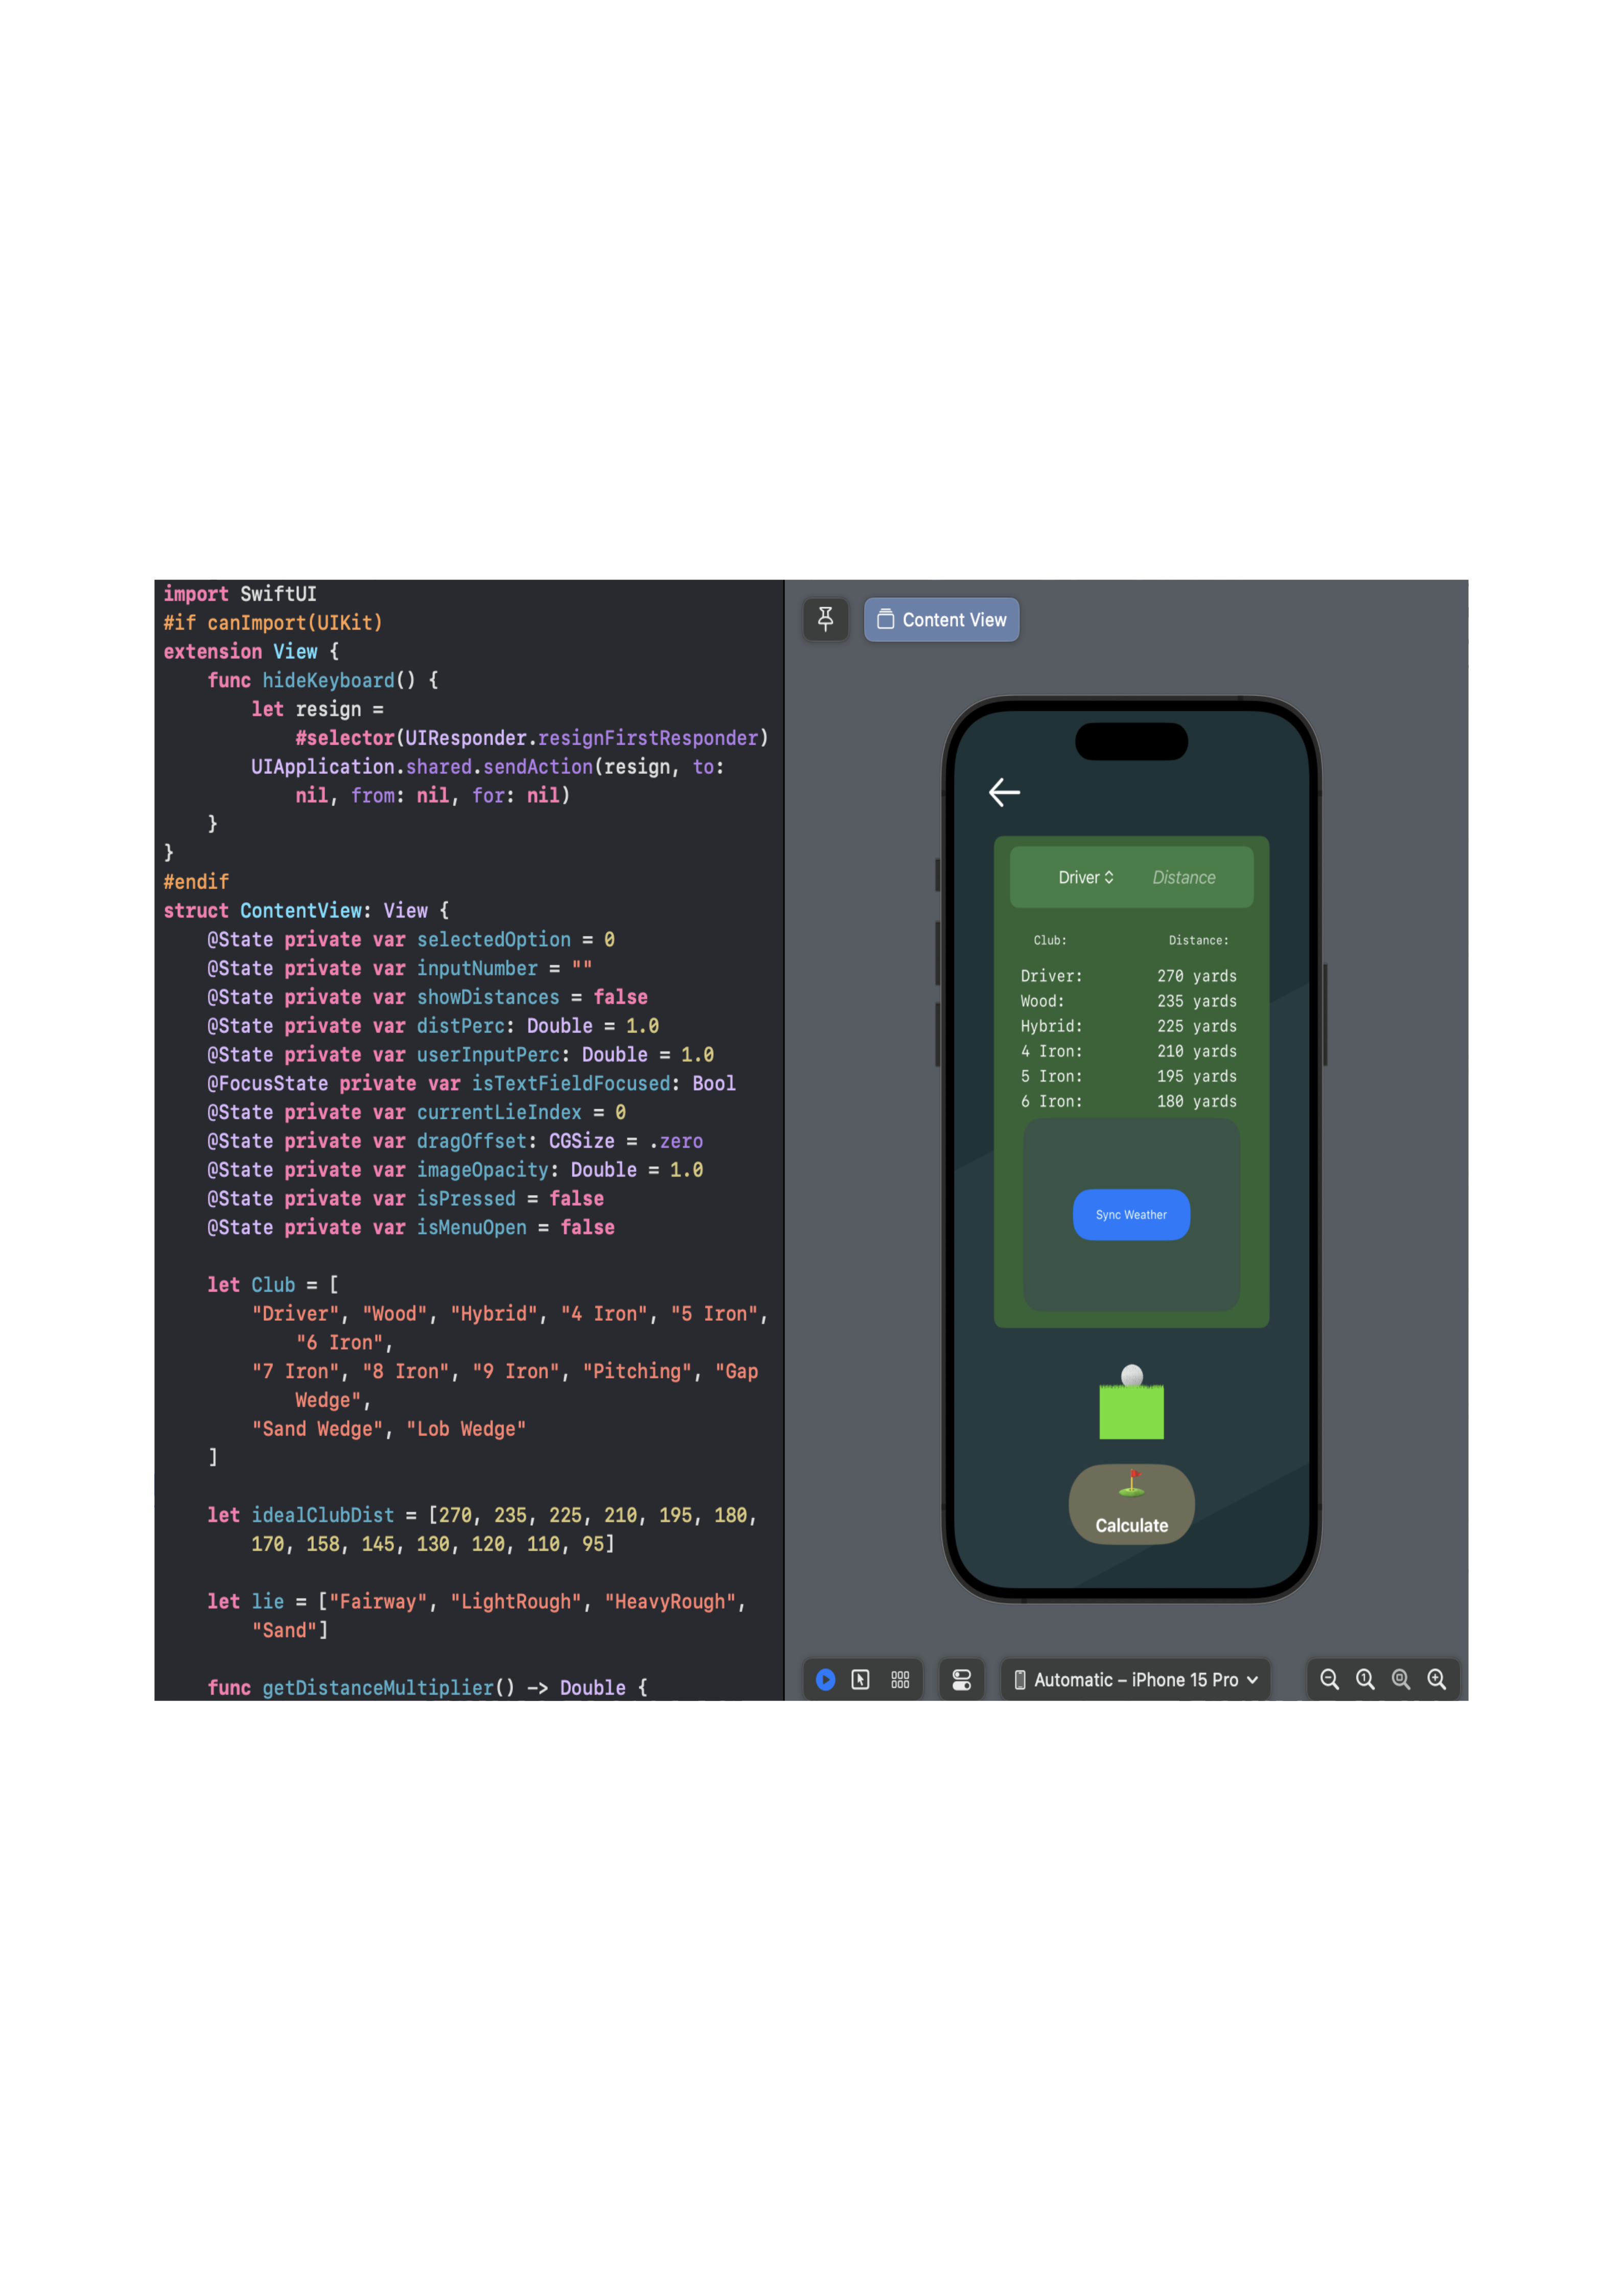 import SwiftUI
#if canImport(UIKit)
extension View {
func hideKeyboard() {
let resign =
#selector(UIResponder.resignFirstResponder)
UIApplication.shared.sendAction(resign, to:
nil, from: nil, for: nil)
}
}
#endif
struct ContentView: View {
@State private var selectedOption = 0
@State private var inputNumber = ""
@State private var showDistances = false
@State private var distPerc: Double = 1.0
@State private var userInputPerc: Double = 1.0
@FocusState private var isTextFieldFocused: Bool
@State private var currentLieIndex = 0
@State private var dragOffset: CGSize = .zero
@State private var imageOpacity: Double = 1.0
@State private var isPressed = false
@State private var isMenuOpen = false
let Club = [
"Driver", "Wood", "Hybrid", "4 Iron", "5 Iron",
"6 Iron",
"7 Iron", "8 Iron", "9 Iron", "Pitching", "Gap
Wedge",
"Sand Wedge", "Lob Wedge"
]
let idealClubDist = [270, 235, 225, 210, 195, 180,
170, 158, 145, 130, 120, 110, 95]
let lie = ["Fairway", "LightRough", "HeavyRough",
"Sand"]
func getDistanceMultiplier() -> Double {
Content View
Driver Distance
Club: Distance:
Driver: 270 yards
Wood: 235 yards
Hybrid: 225 yards
4 Iron: 210 yards
5 Iron: 195 yards
6 Iron: 180 yards
Sync Weather
Calculate
Automatic – iPhone 15 Pro